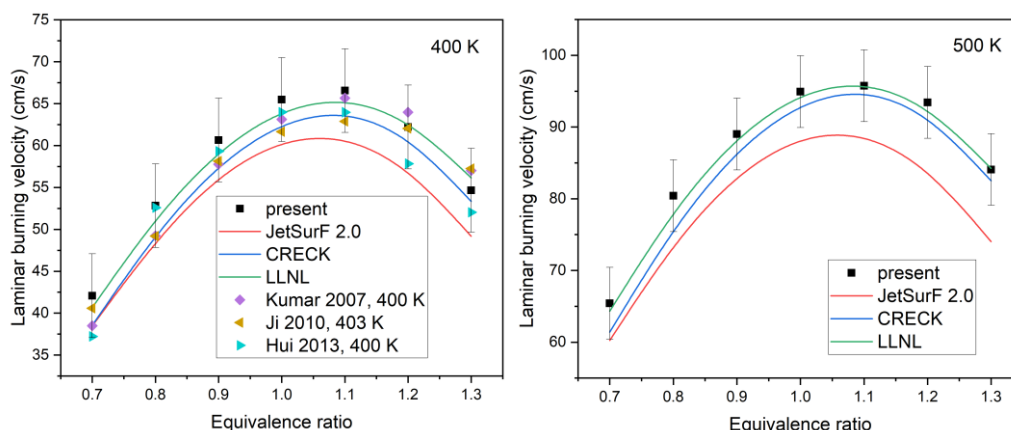 400 K
Laminar burning velocity (cm/s)
75
70
65
60
55
50
45
40
35
present
JetSurF 2.0
CRECK
LLNL
Kumar 2007, 400 K
Ji 2010, 403 K
Hui 2013, 400 K
0.7 0.8 0.9 1.0 1.1 1.2 1.3
Equivalence ratio
500 K
Laminar burning velocity (cm/s)
100
90
80
70
60
present
JetSurF 2.0
CRECK
LLNL
0.7 0.8 0.9 1.0 1.1 1.2 1.3
Equivalence ratio